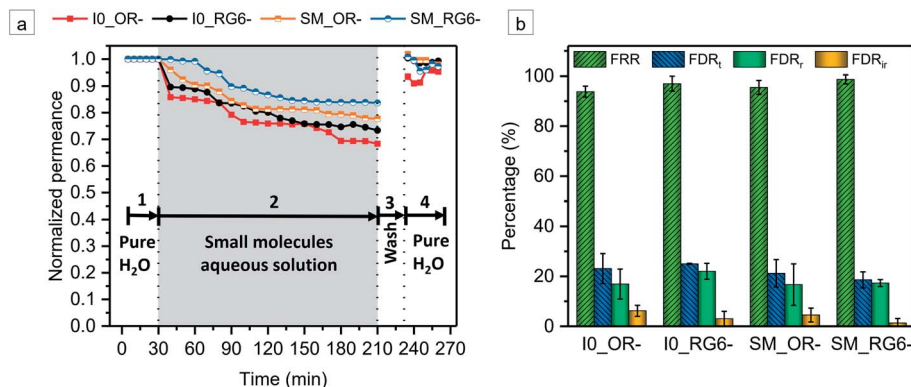 a
I0_OR- I0_RG6- SM_OR- SM_RG6-
Normalized permeance
1.0
0.9
0.8
0.7
0.6
0.5
0.4
0.3
0.2
0.1
0.0
1 2 3 4
Pure
H₂O
Small molecules
aqueous solution
Wash
Pure
H₂O
0 30 60 90 120 150 180 210 240 270
Time (min)
b
FRR FDRt FDRr FDRir
Percentage (%)
100
80
60
40
20
0
I0_OR- I0_RG6- SM_OR- SM_RG6-